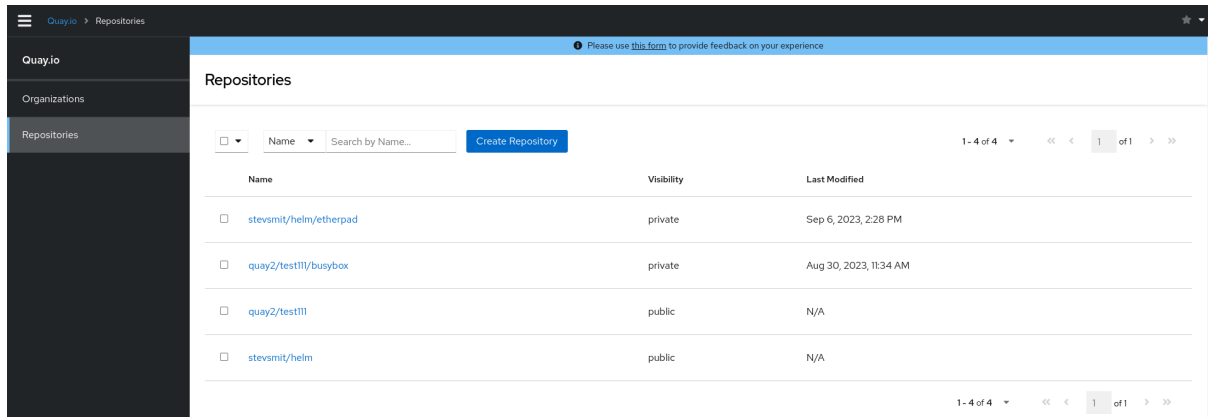 Quay.io > Repositories
Please use this form to provide feedback on your experience
Quay.io
Repositories
Organizations
Repositories
Name Search by Name... Create Repository 1 - 4 of 4 << < 1 of 1 > >>
Name Visibility Last Modified
stevsmit/helm/etherpad private Sep 6, 2023, 2:28 PM
quay2/test111/busybox private Aug 30, 2023, 11:34 AM
quay2/test111 public N/A
stevsmit/helm public N/A
1 - 4 of 4 << < 1 of 1 > >>